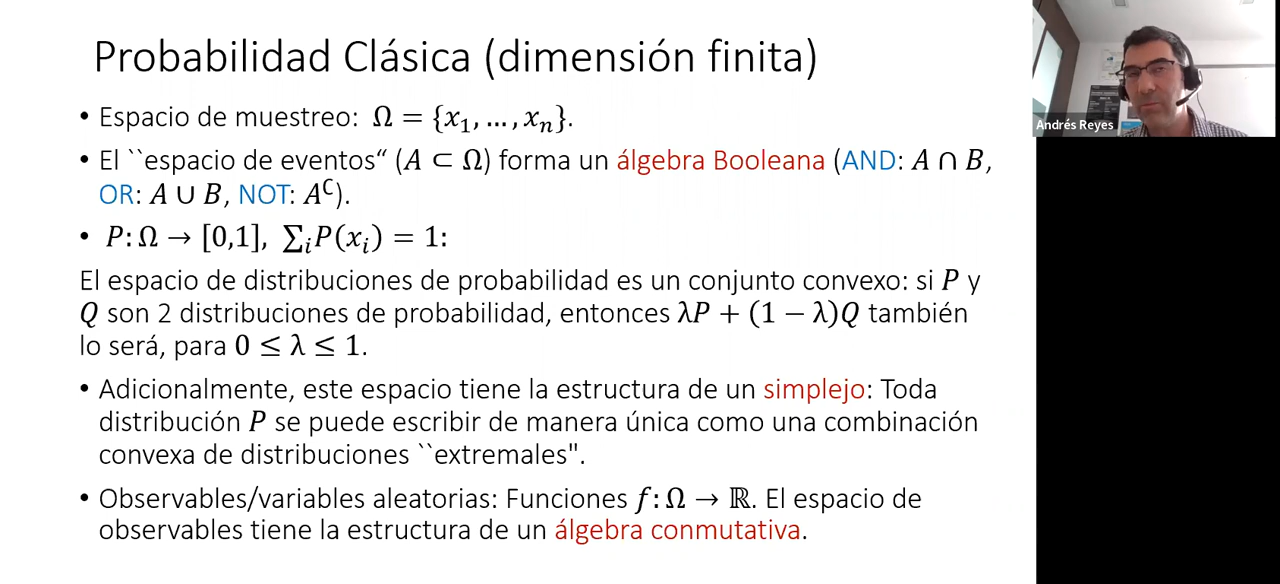 Probabilidad Clásica (dimensión finita)
• Espacio de muestreo: Ω = {x₁, … , xₙ}.
• El ``espacio de eventos“ (A ⊂ Ω) forma un álgebra Booleana (AND: A ∩ B,
OR: A ∪ B, NOT: Aᶜ).
• P: Ω → [0,1], ∑ᵢP(xᵢ) = 1:
El espacio de distribuciones de probabilidad es un conjunto convexo: si P y
Q son 2 distribuciones de probabilidad, entonces λP + (1 − λ)Q también
lo será, para 0 ≤ λ ≤ 1.
• Adicionalmente, este espacio tiene la estructura de un simplejo: Toda
distribución P se puede escribir de manera única como una combinación
convexa de distribuciones ``extremales".
• Observables/variables aleatorias: Funciones f: Ω → ℝ. El espacio de
observables tiene la estructura de un álgebra conmutativa.
Andrés Reyes